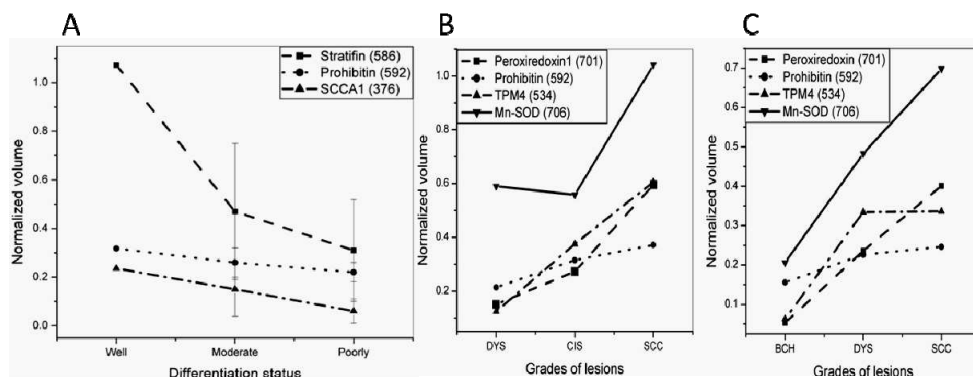 A
Stratifin (586)
Prohibitin (592)
SCCA1 (376)
Normalized volume
1.0
0.8
0.6
0.4
0.2
0.0
Well
Moderate
Poorly
Differentiation status
B
Peroxiredoxin1 (701)
Prohibitin (592)
TPM4 (534)
Mn-SOD (706)
Normalized volume
1.0
0.8
0.6
0.4
0.2
DYS
CIS
SCC
Grades of lesions
C
Peroxiredoxin (701)
Prohibitin (592)
TPM4 (534)
Mn-SOD (706)
Normalized volume
0.7
0.6
0.5
0.4
0.3
0.2
0.1
BCH
DYS
SCC
Grades of lesions